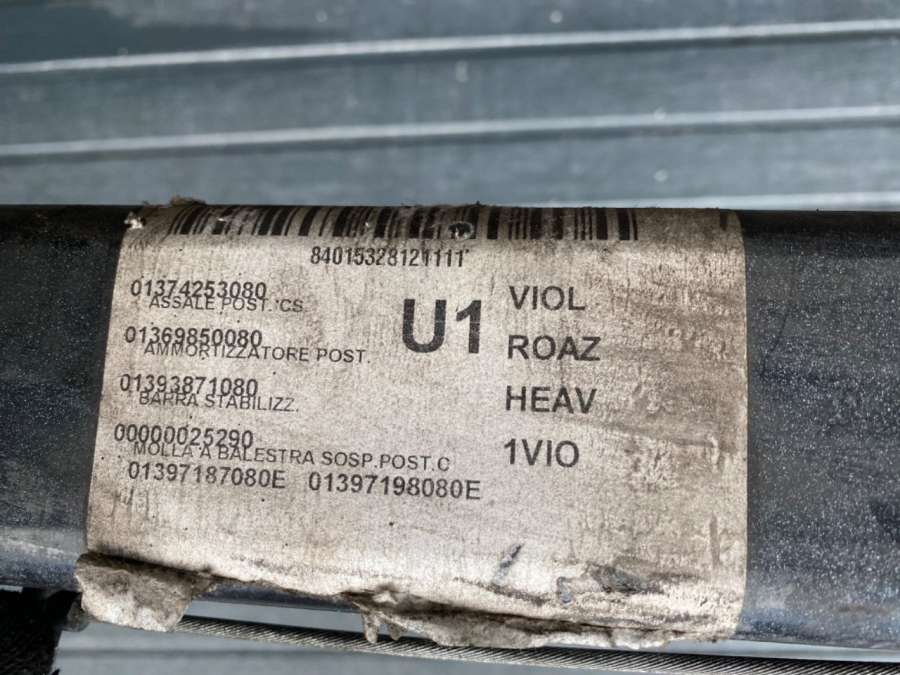 84015328121111
01374253080
ASSALE POST. CS
01369850080
AMMORTIZZATORE POST.
01393871080
BARRA STABILIZZ.
00000025290
MOLLA A BALESTRA SOSP.POST.C
01397187080E 01397198080E
U1
VIOL
ROAZ
HEAV
1VIO